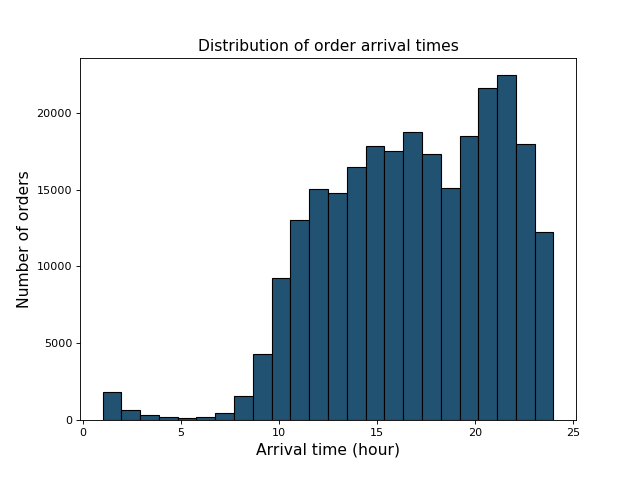 Distribution of order arrival times
Number of orders
20000
15000
10000
5000
0
0 5 10 15 20 25
Arrival time (hour)